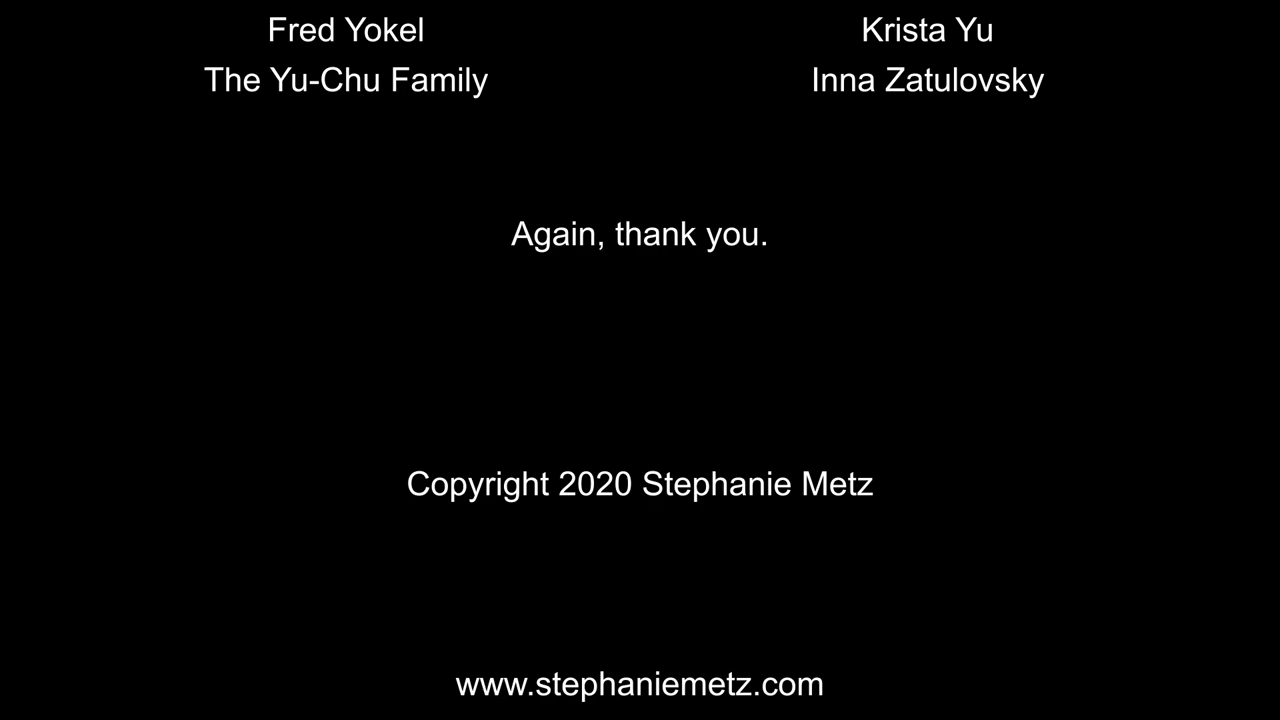 Fred Yokel
Krista Yu
The Yu-Chu Family
Inna Zatulovsky
Again, thank you.
Copyright 2020 Stephanie Metz
www.stephaniemetz.com